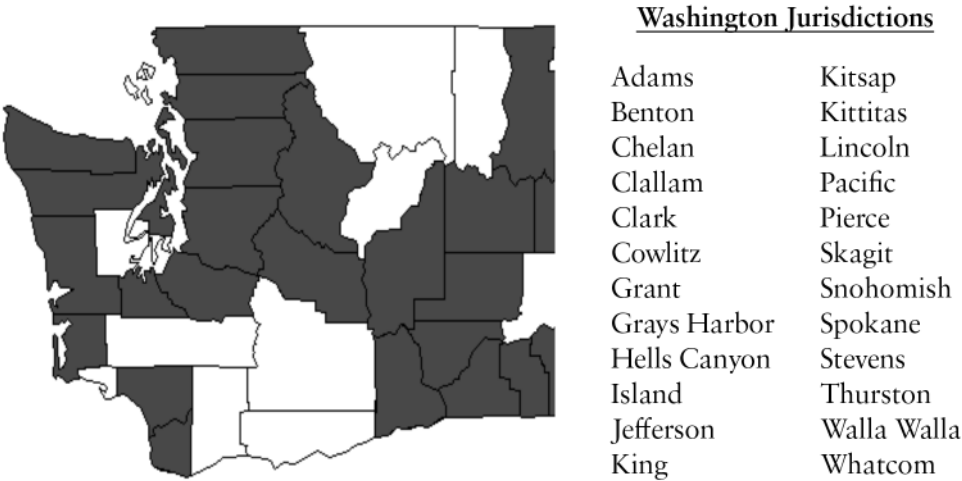 Washington Jurisdictions
Adams
Benton
Chelan
Clallam
Clark
Cowlitz
Grant
Grays Harbor
Hells Canyon
Island
Jefferson
King
Kitsap
Kittitas
Lincoln
Pacific
Pierce
Skagit
Snohomish
Spokane
Stevens
Thurston
Walla Walla
Whatcom